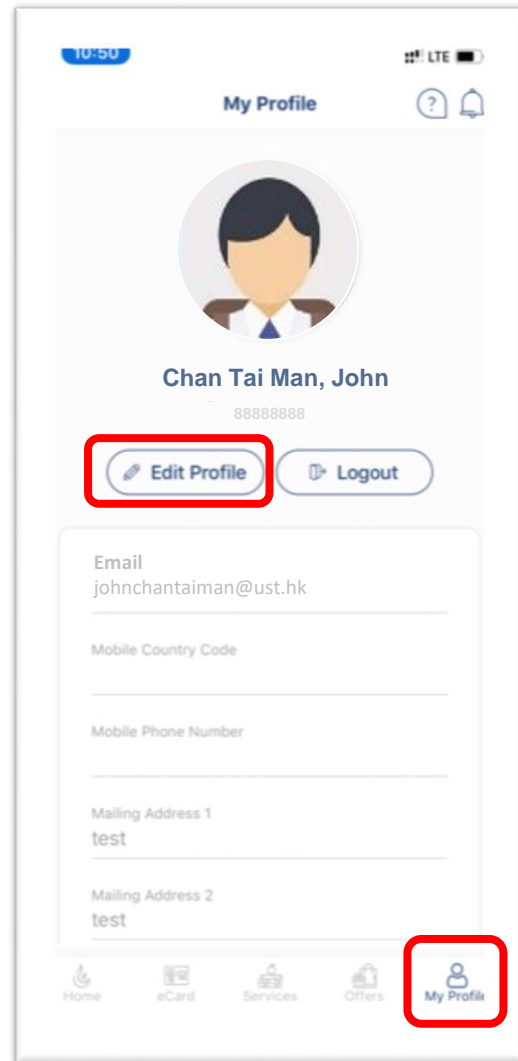 10:50 LTE
My Profile ?
Chan Tai Man, John
88888888
Edit Profile Logout
Email
johnchantaiman@ust.hk
Mobile Country Code
Mobile Phone Number
Mailing Address 1
test
Mailing Address 2
test
Home eCard Services Offers My Profile